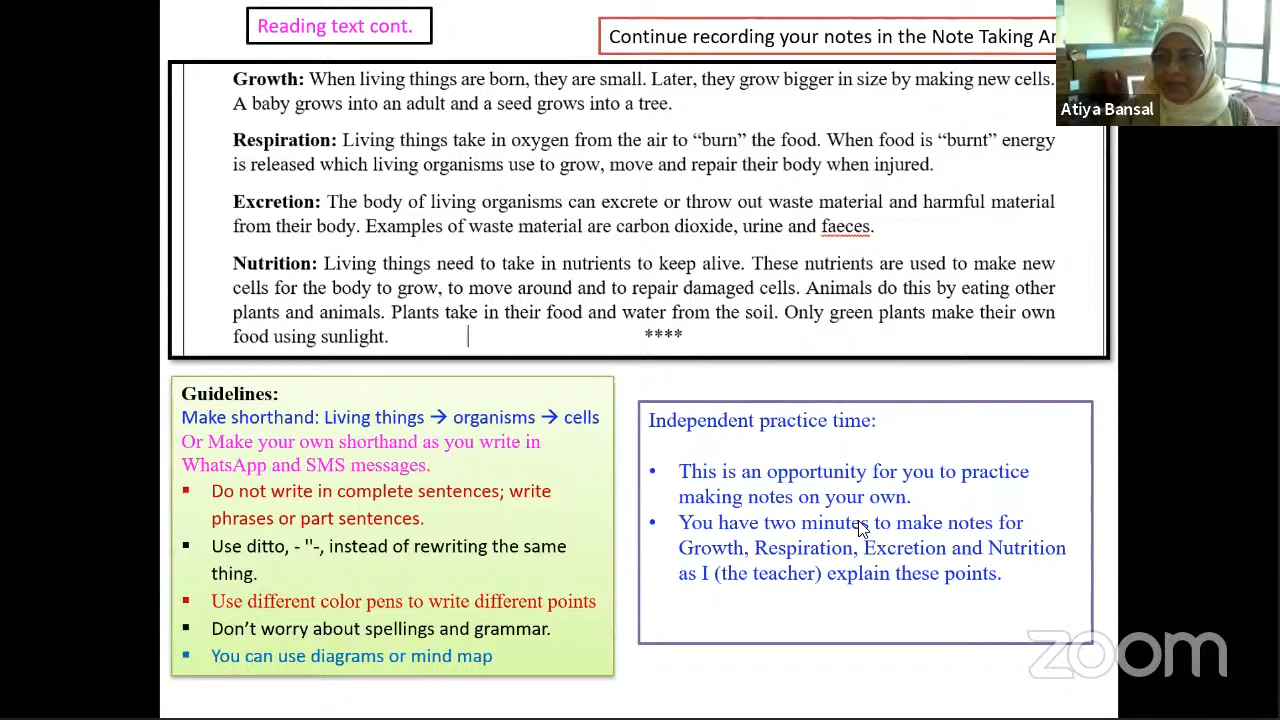 Reading text cont.
Continue recording your notes in the Note Taking
Growth: When living things are born, they are small. Later, they grow bigger in size by making new cells.
A baby grows into an adult and a seed grows into a tree.
Atiya Bansal
Respiration: Living things take in oxygen from the air to “burn” the food. When food is “burnt” energy
is released which living organisms use to grow, move and repair their body when injured.
Excretion: The body of living organisms can excrete or throw out waste material and harmful material
from their body. Examples of waste material are carbon dioxide, urine and faeces.
Nutrition: Living things need to take in nutrients to keep alive. These nutrients are used to make new
cells for the body to grow, to move around and to repair damaged cells. Animals do this by eating other
plants and animals. Plants take in their food and water from the soil. Only green plants make their own
food using sunlight. ****
Guidelines:
Make shorthand: Living things → organisms → cells
Or Make your own shorthand as you write in
WhatsApp and SMS messages.
▪ Do not write in complete sentences; write
phrases or part sentences.
▪ Use ditto, - "-, instead of rewriting the same
thing.
▪ Use different color pens to write different points
▪ Don’t worry about spellings and grammar.
▪ You can use diagrams or mind map
Independent practice time:
• This is an opportunity for you to practice
making notes on your own.
• You have two minutes to make notes for
Growth, Respiration, Excretion and Nutrition
as I (the teacher) explain these points.
zoom